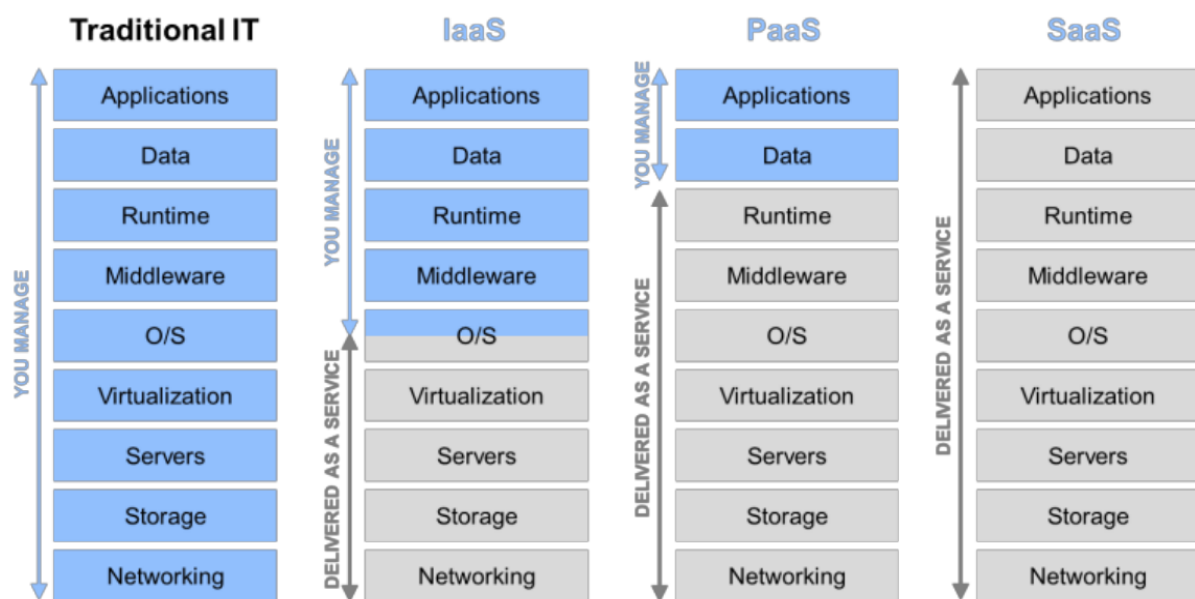 Traditional IT
YOU MANAGE
Applications
Data
Runtime
Middleware
O/S
Virtualization
Servers
Storage
Networking
IaaS
YOU MANAGE
DELIVERED AS A SERVICE
Applications
Data
Runtime
Middleware
O/S
Virtualization
Servers
Storage
Networking
PaaS
YOU MANAGE
DELIVERED AS A SERVICE
Applications
Data
Runtime
Middleware
O/S
Virtualization
Servers
Storage
Networking
SaaS
DELIVERED AS A SERVICE
Applications
Data
Runtime
Middleware
O/S
Virtualization
Servers
Storage
Networking